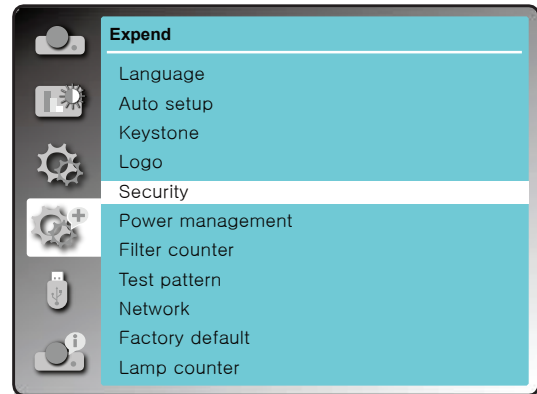 Expend
Language
Auto setup
Keystone
Logo
Security
Power management
Filter counter
Test pattern
Network
Factory default
Lamp counter